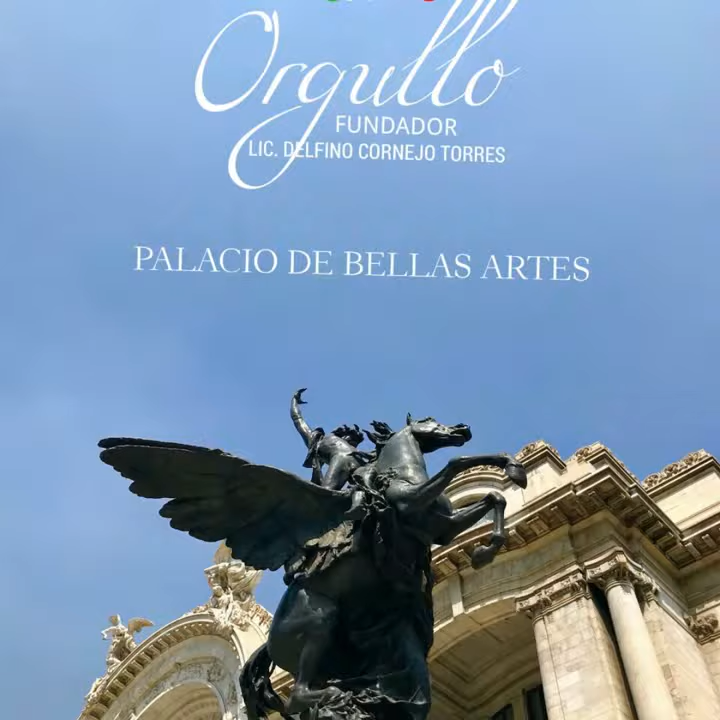 Orgullo
FUNDADOR
LIC. DELFINO CORNEJO TORRES
PALACIO DE BELLAS ARTES